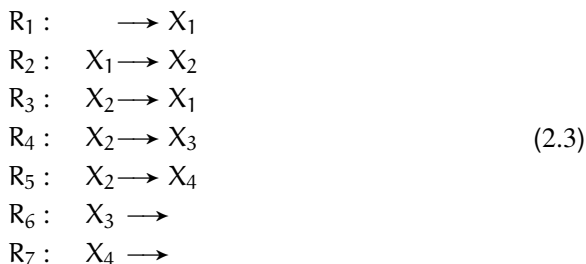 R₁ : ⟶ X₁
R₂ : X₁ ⟶ X₂
R₃ : X₂ ⟶ X₁
R₄ : X₂ ⟶ X₃ (2.3)
R₅ : X₂ ⟶ X₄
R₆ : X₃ ⟶
R₇ : X₄ ⟶